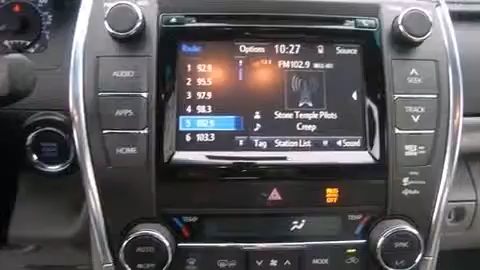 Radio Options 10:27 Source
1 92.9
FM102.9
2 95.5
3 97.9
4 98.3
5 102.9
6 103.3
Stone Temple Pilots
Creep
Tag Station List Sound
AUDIO
APPS
HOME
SEEK
TRACK
TEMP
TEMP
AUTO
OFF
MODE
SYNC